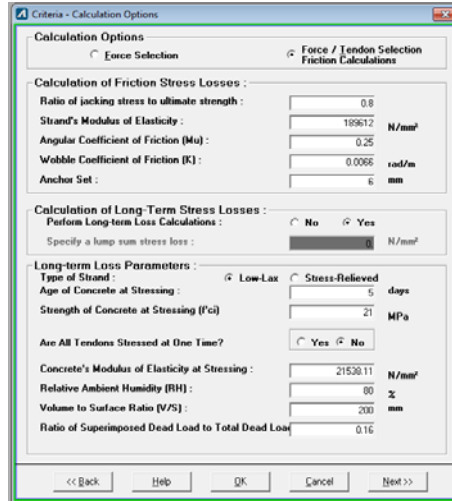 Criteria - Calculation Options
Calculation Options
Force Selection
Force / Tendon Selection
Friction Calculations
Calculation of Friction Stress Losses :
Ratio of jacking stress to ultimate strength : 0.8
Strand's Modulus of Elasticity : 189612 N/mm²
Angular Coefficient of Friction (Mu) : 0.25
Wobble Coefficient of Friction (K) : 0.0066 rad/m
Anchor Set : 6 mm
Calculation of Long-Term Stress Losses :
Perform Long-term Loss Calculations : No Yes
Specify a lump sum stress loss : 0. N/mm²
Long-term Loss Parameters :
Type of Strand : Low-Lax Stress-Relieved
Age of Concrete at Stressing : 5 days
Strength of Concrete at Stressing (f'ci) 21 MPa
Are All Tendons Stressed at One Time? Yes No
Concrete's Modulus of Elasticity at Stressing : 21538.11 N/mm²
Relative Ambient Humidity (RH) : 80 %
Volume to Surface Ratio (V/S) : 200 mm
Ratio of Superimposed Dead Load to Total Dead Load 0.16
<< Back Help OK Cancel Next >>